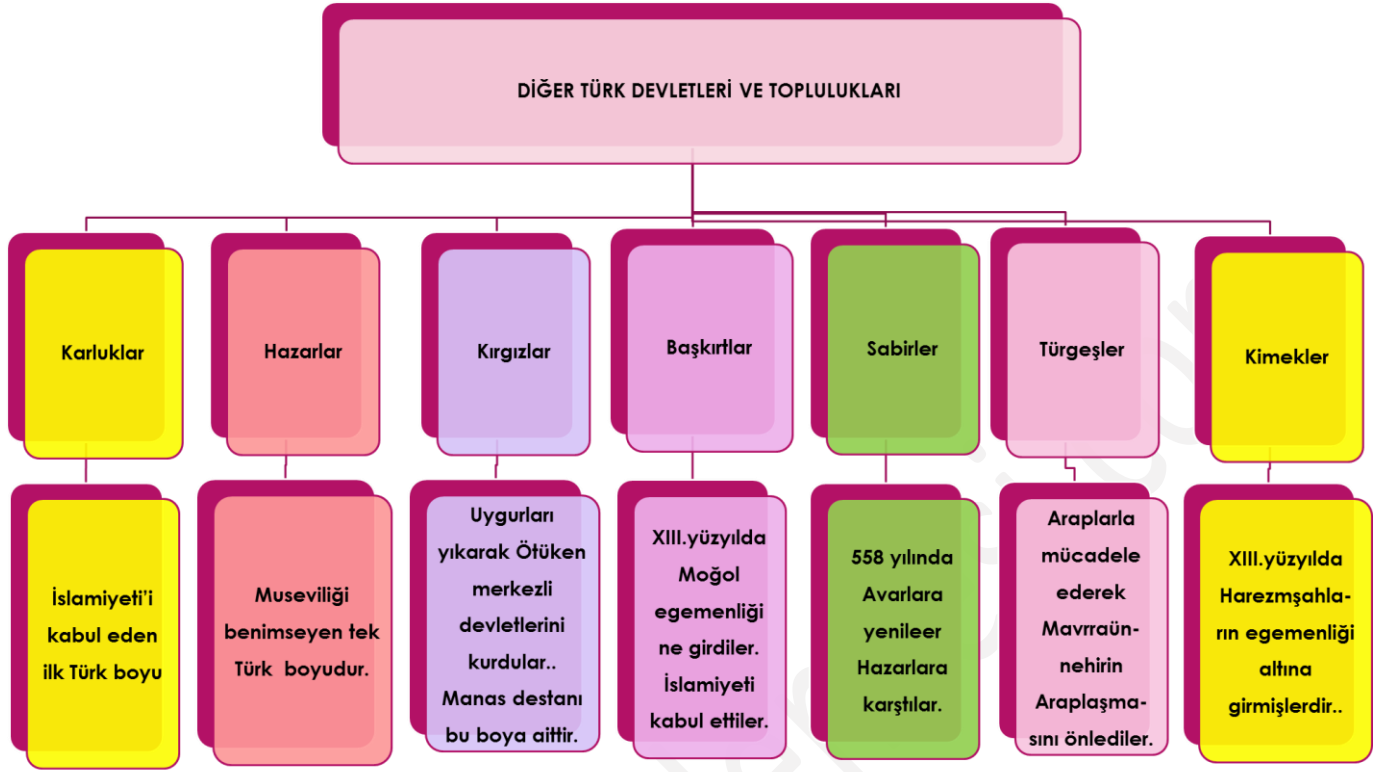 DİĞER TÜRK DEVLETLERİ VE TOPLULUKLARI
Karluklar
Hazarlar
Kırgızlar
Başkırtlar
Sabirler
Türgeşler
Kimekler
İslamiyeti’i
kabul eden
ilk Türk boyu
Museviliği
benimseyen tek
Türk boyudur.
Uygurları
yıkarak Ötüken
merkezli
devletlerini
kurdular..
Manas destanı
bu boya aittir.
XIII.yüzyılda
Moğol
egemenliği
ne girdiler.
İslamiyeti
kabul ettiler.
558 yılında
Avarlara
yenileer
Hazarlara
karştılar.
Araplarla
mücadele
ederek
Mavrraün-
nehirin
Araplaşma-
sını önlediler.
XIII.yüzyılda
Harezmşahla-
rın egemenliği
altına
girmişlerdir..